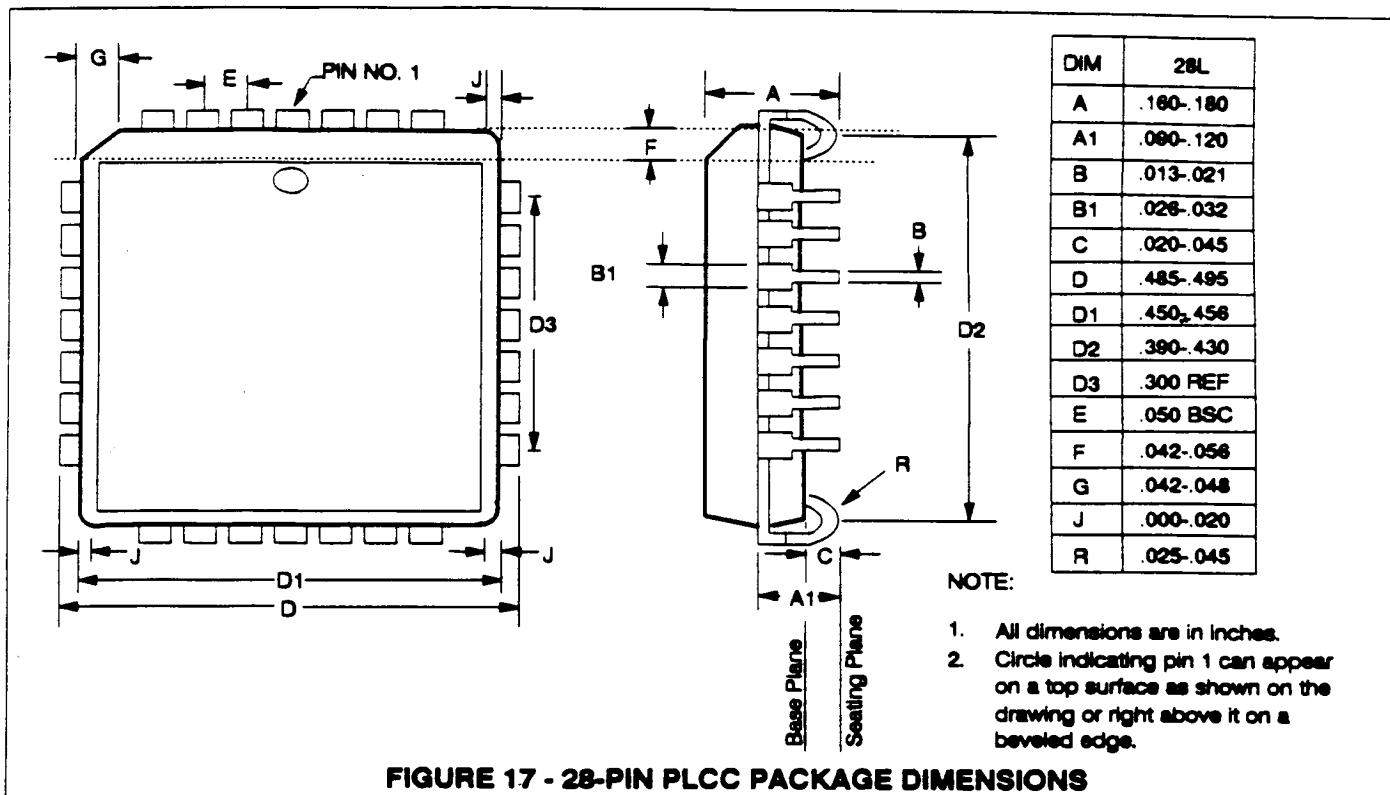 G
E
PIN NO. 1
J
A
F
D3
B1
B
D2
R
J
J
D1
D
C
A1
Base Plane
Seating Plane
DIM 28L
A .160-.180
A1 .090-.120
B .013-.021
B1 .026-.032
C .020-.045
D .485-.495
D1 .450-.456
D2 .390-.430
D3 .300 REF
E .050 BSC
F .042-.056
G .042-.048
J .000-.020
R .025-.045
NOTE:
1. All dimensions are in inches.
2. Circle indicating pin 1 can appear
on a top surface as shown on the
drawing or right above it on a
beveled edge.
FIGURE 17 - 28-PIN PLCC PACKAGE DIMENSIONS